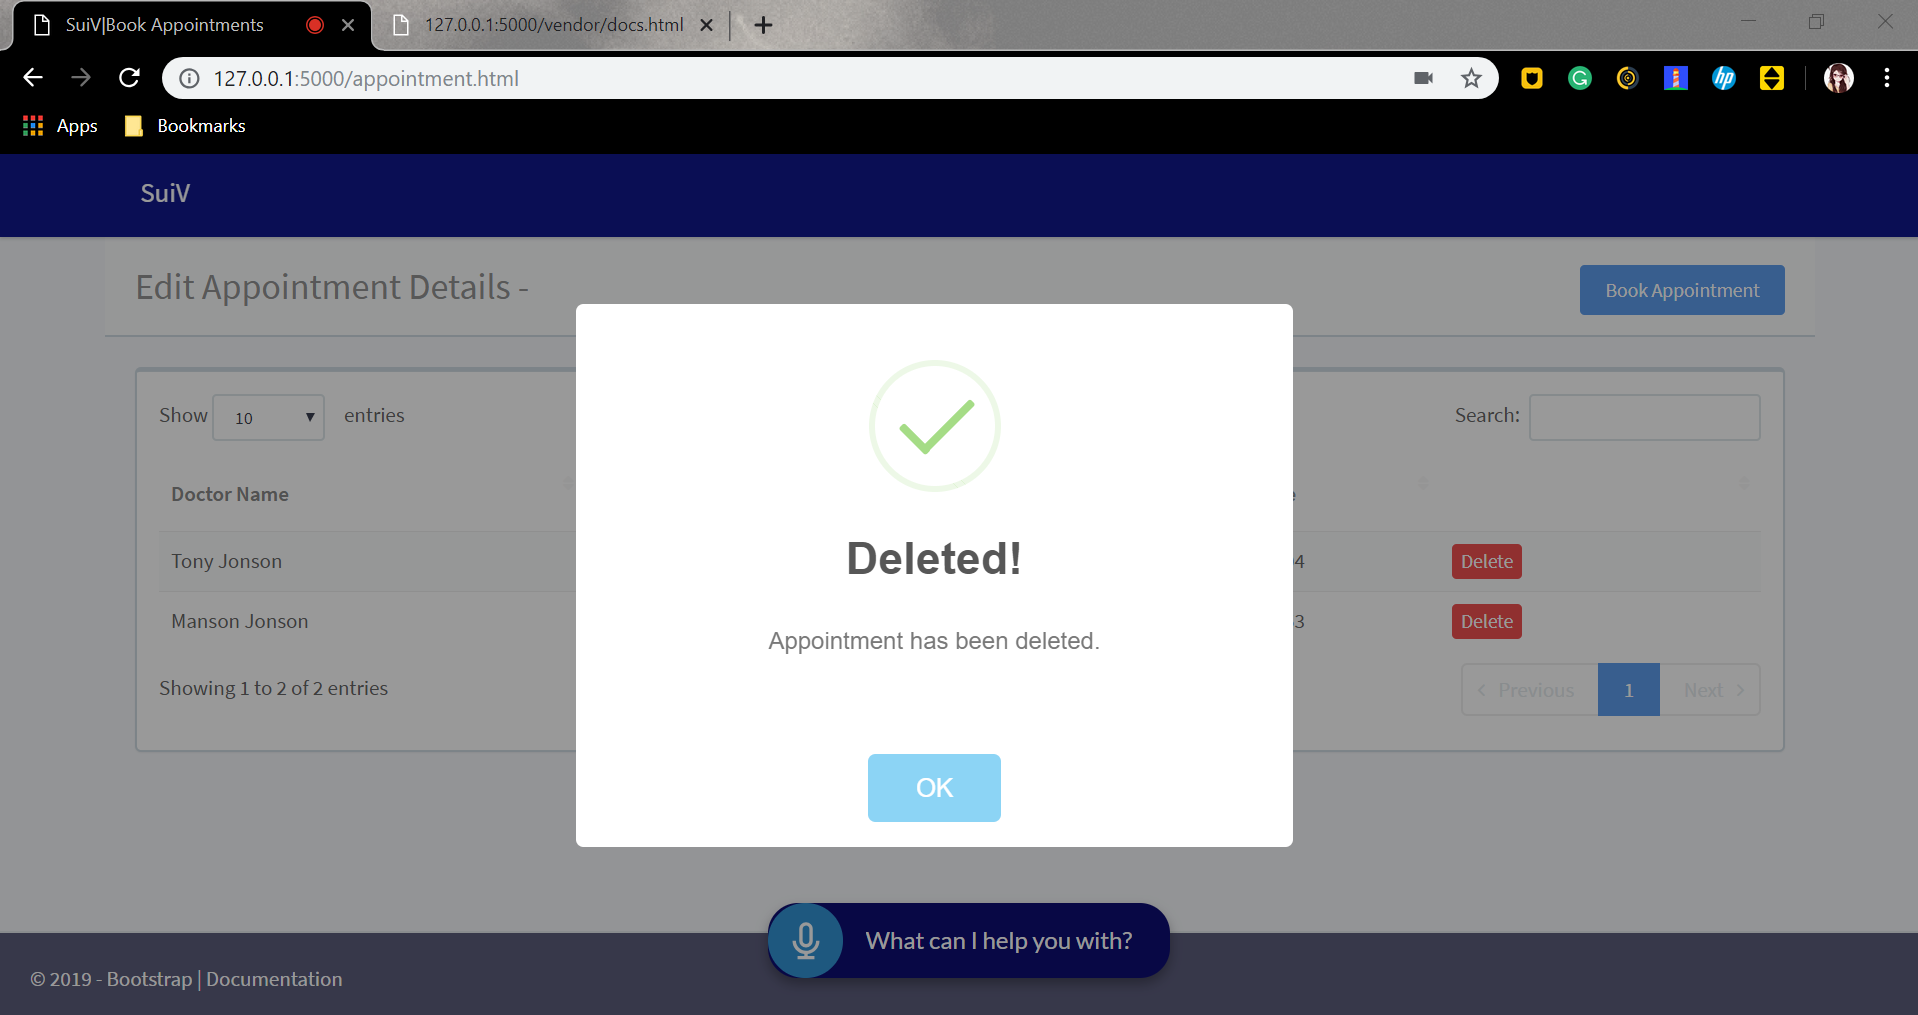 SuiV|Book Appointments
127.0.0.1:5000/vendor/docs.html
127.0.0.1:5000/appointment.html
hp
Apps
Bookmarks
SuiV
Edit Appointment Details -
Book Appointment
Show 10 entries
Search:
Doctor Name
e
Tony Jonson
4
Delete
Manson Jonson
3
Delete
Showing 1 to 2 of 2 entries
Previous 1 Next
Deleted!
Appointment has been deleted.
OK
What can I help you with?
© 2019 - Bootstrap | Documentation